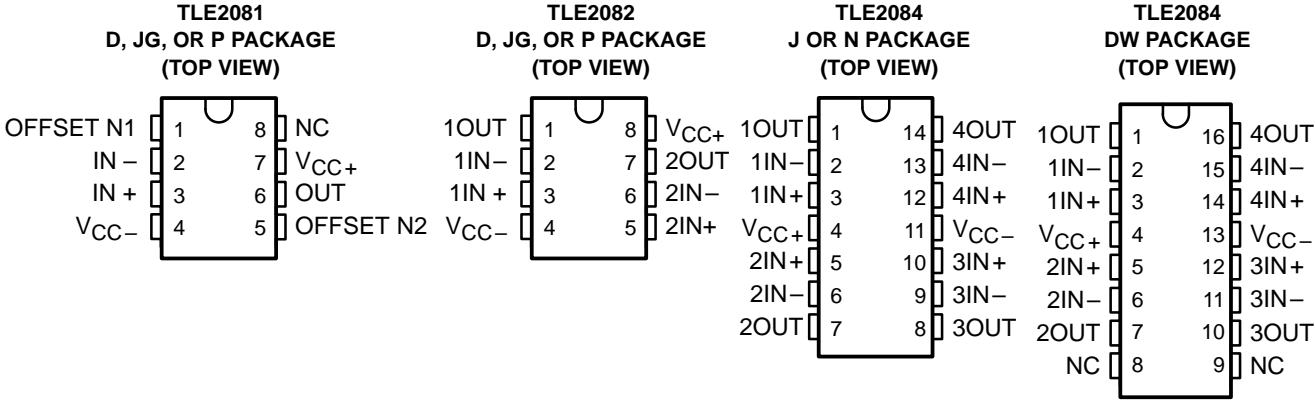 TLE2081
D, JG, OR P PACKAGE
(TOP VIEW)
OFFSET N1 1 8 NC
IN – 2 7 VCC+
IN + 3 6 OUT
VCC– 4 5 OFFSET N2
TLE2082
D, JG, OR P PACKAGE
(TOP VIEW)
1OUT 1 8 VCC+
1IN– 2 7 2OUT
1IN + 3 6 2IN–
VCC– 4 5 2IN+
TLE2084
J OR N PACKAGE
(TOP VIEW)
1OUT 1 14 4OUT
1IN– 2 13 4IN–
1IN+ 3 12 4IN+
VCC+ 4 11 VCC–
2IN+ 5 10 3IN+
2IN– 6 9 3IN–
2OUT 7 8 3OUT
TLE2084
DW PACKAGE
(TOP VIEW)
1OUT 1 16 4OUT
1IN– 2 15 4IN–
1IN+ 3 14 4IN+
VCC+ 4 13 VCC–
2IN+ 5 12 3IN+
2IN– 6 11 3IN–
2OUT 7 10 3OUT
NC 8 9 NC